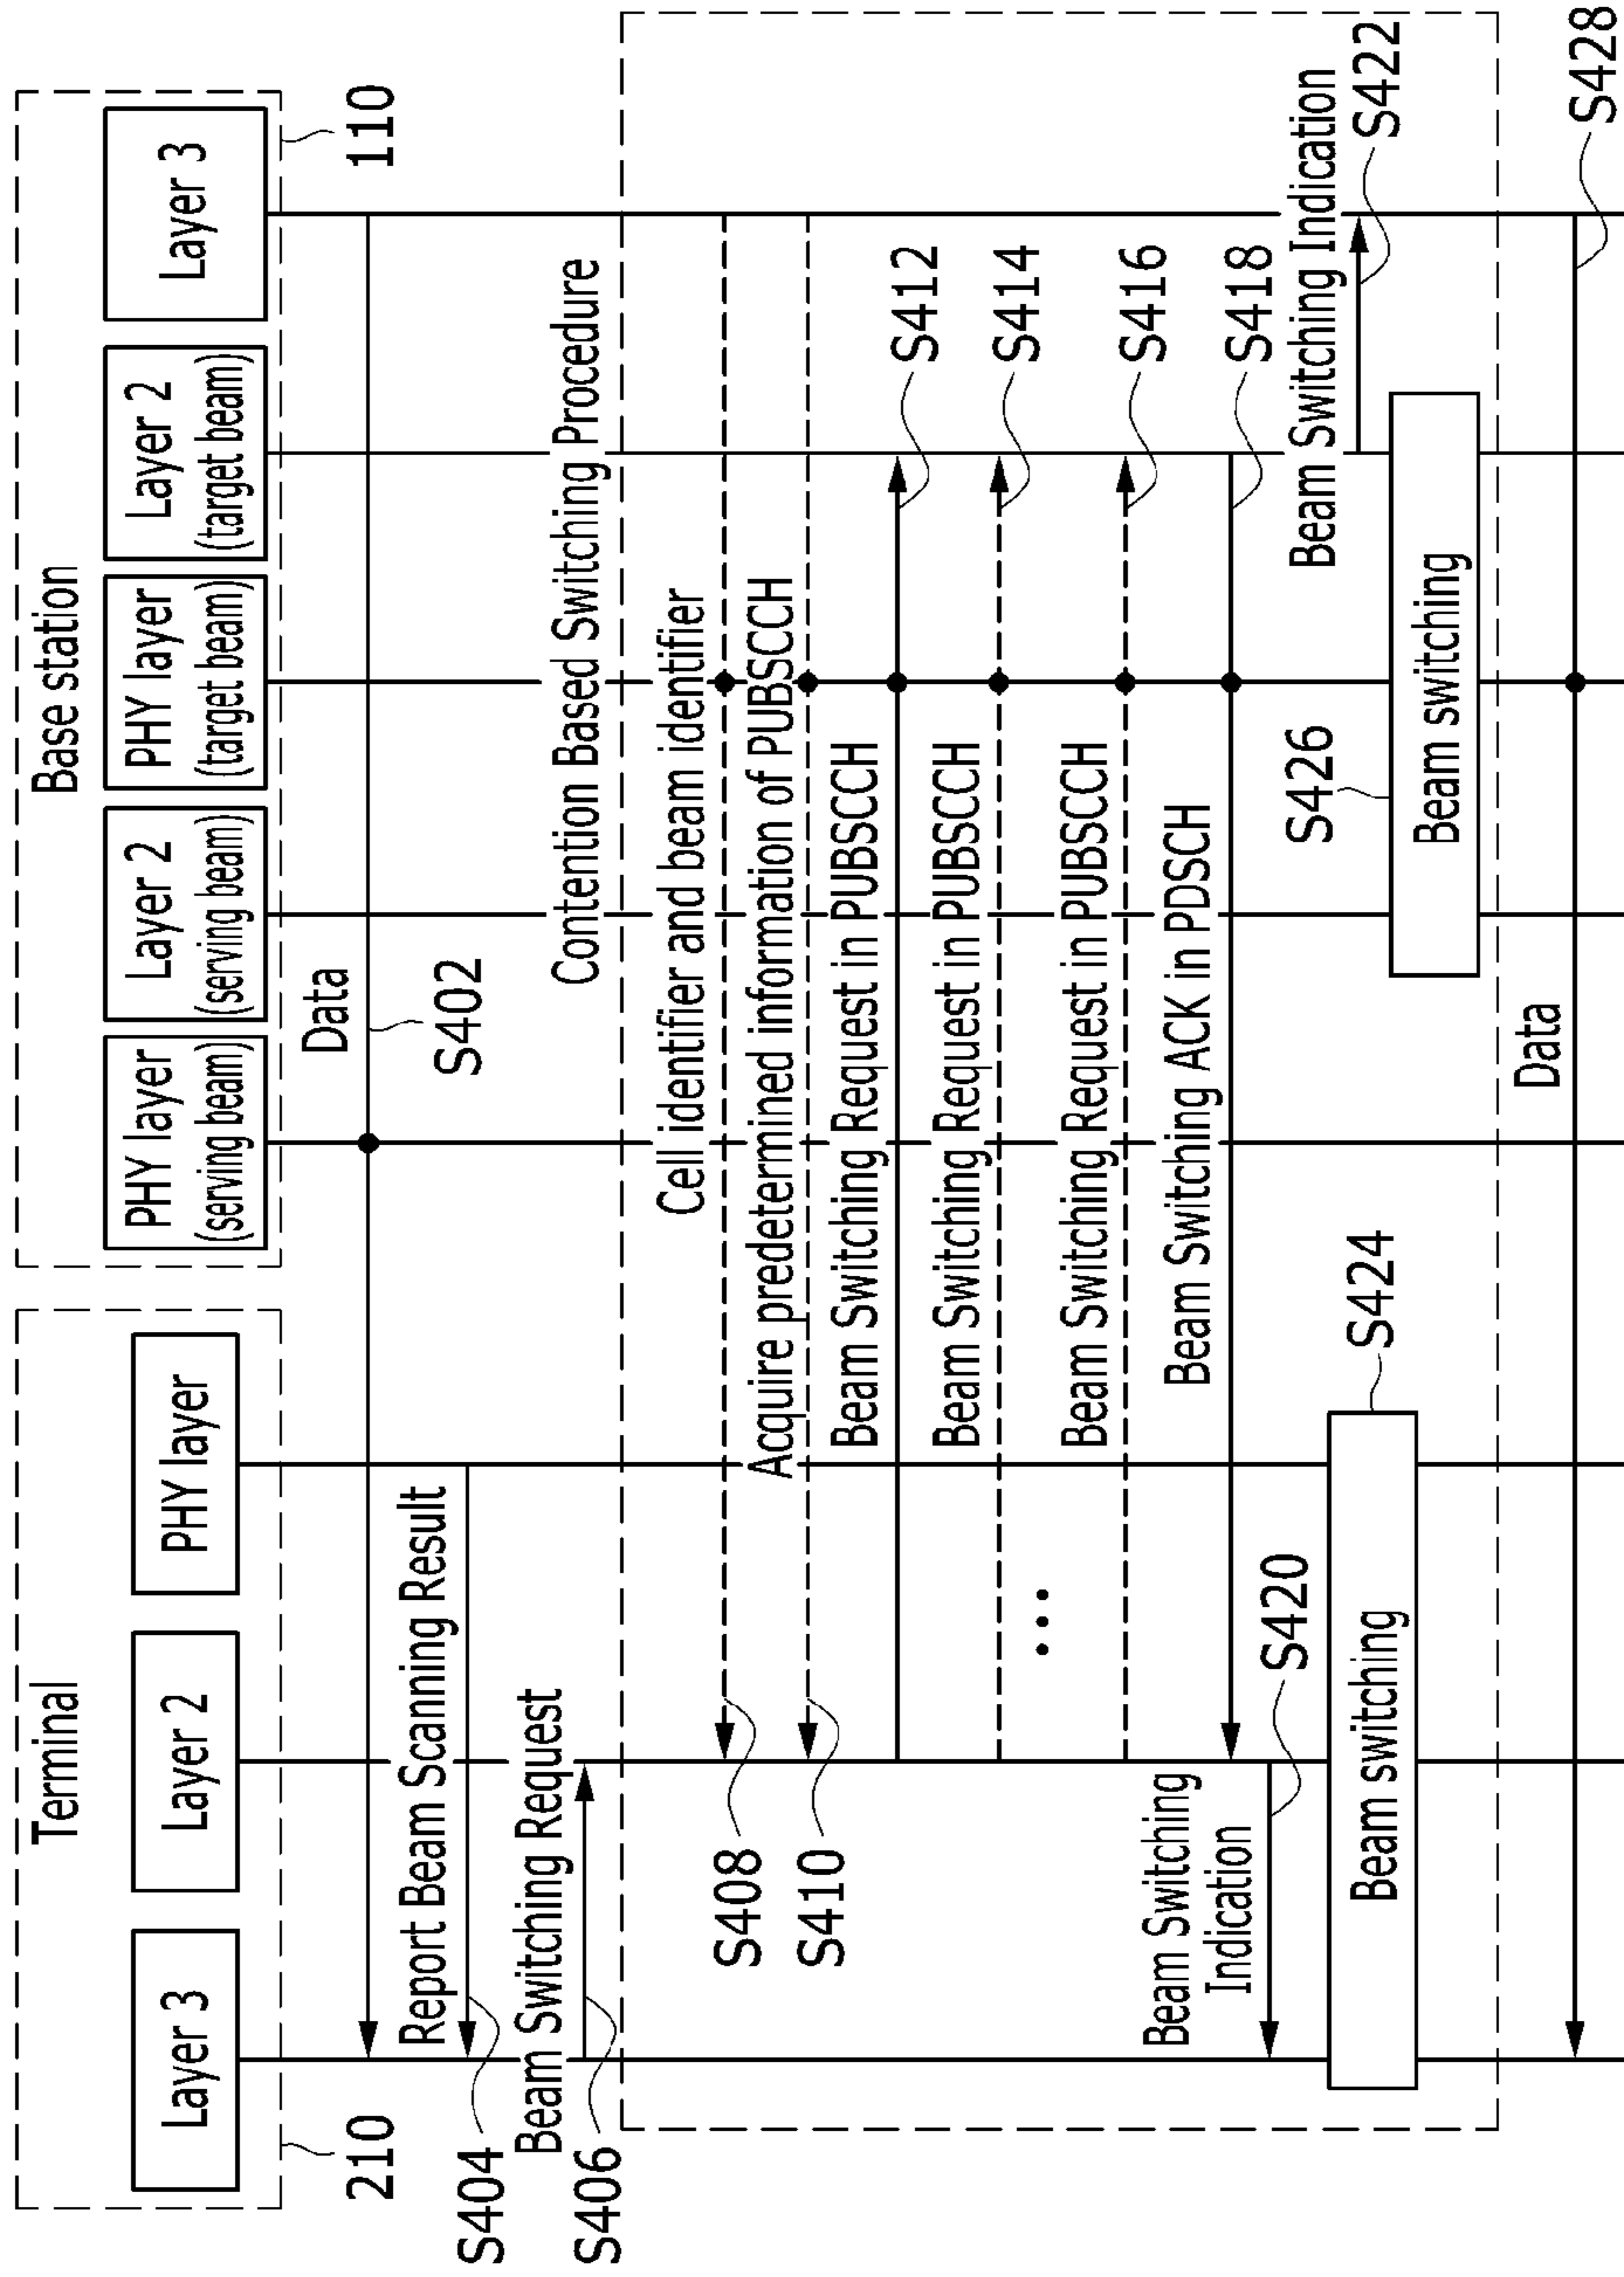 Terminal
Base station
Layer 3
Layer 2
PHY layer
PHY layer
(serving beam)
Layer 2
(serving beam)
PHY layer
(target beam)
Layer 2
(target beam)
Layer 3
210
110
Data
S402
Report Beam Scanning Result
S404
Beam Switching Request
S406
Contention Based Switching Procedure
Cell identifier and beam identifier
S408
Acquire predetermined information of PUBSCCH
S410
Beam Switching Request in PUBSCCH
S412
Beam Switching Request in PUBSCCH
S414
...
Beam Switching Request in PUBSCCH
S416
Beam Switching ACK in PDSCH
S418
Beam Switching
Indication
S420
Beam Switching Indication
S422
Beam switching
S424
Beam switching
S426
Data
S428